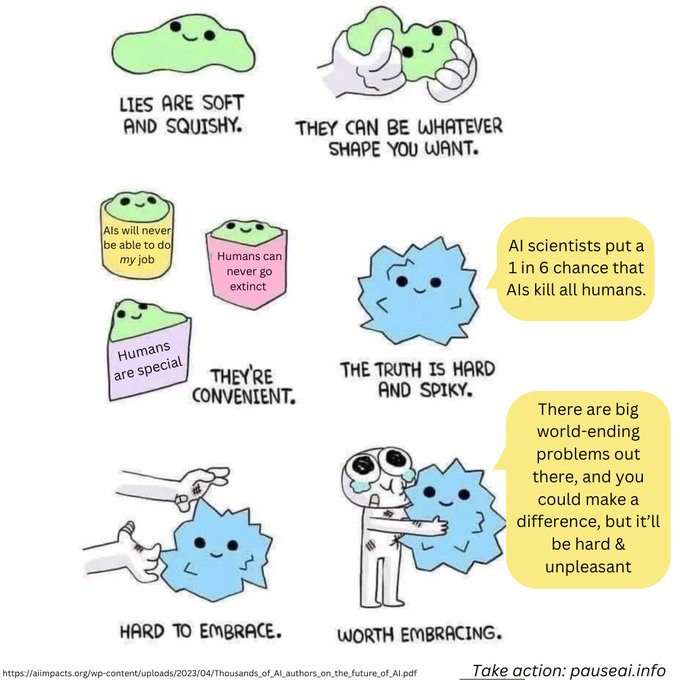 LIES ARE SOFT
AND SQUISHY.
THEY CAN BE WHATEVER
SHAPE YOU WANT.
AIs will never
be able to do
my job
Humans can
never go
extinct
Humans
are special
THEY'RE
CONVENIENT.
AI scientists put a
1 in 6 chance that
AIs kill all humans.
THE TRUTH IS HARD
AND SPIKY.
There are big
world-ending
problems out
there, and you
could make a
difference, but it’ll
be hard &
unpleasant
HARD TO EMBRACE.
WORTH EMBRACING.
https://aiimpacts.org/wp-content/uploads/2023/04/Thousands_of_AI_authors_on_the_future_of_AI.pdf
Take action: pauseai.info